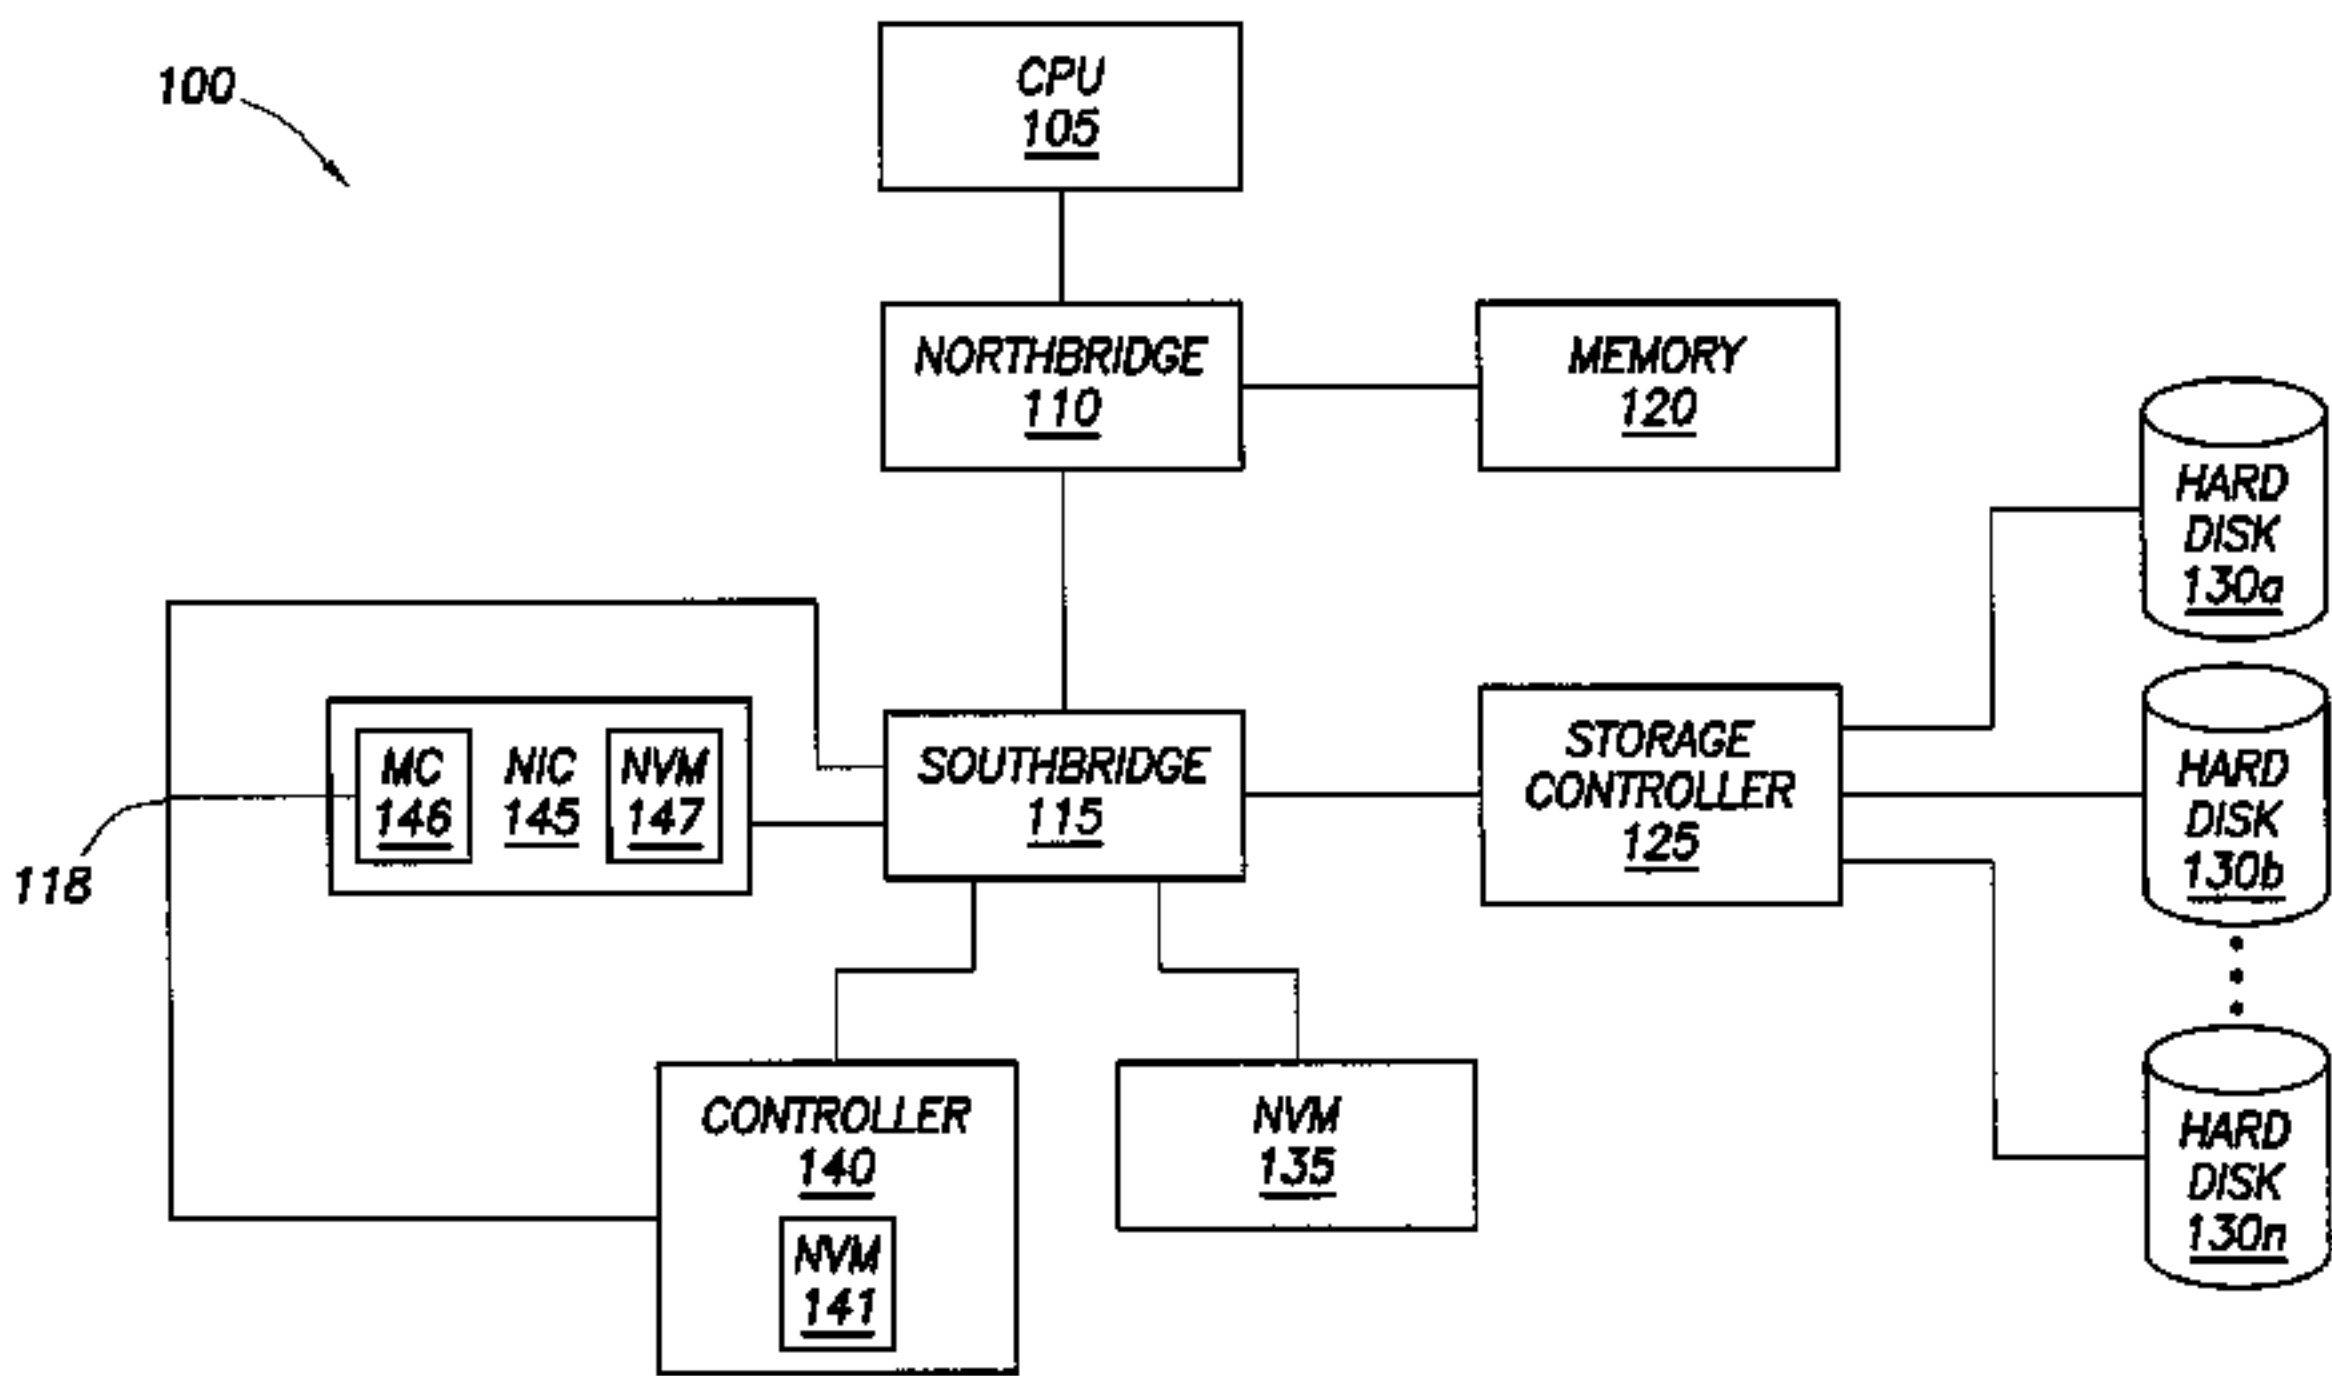 100
CPU
105
NORTHBRIDGE
110
MEMORY
120
HARD
DISK
130a
MC
146
NIC
145
NVM
147
SOUTHBRIDGE
115
STORAGE
CONTROLLER
125
HARD
DISK
130b
118
CONTROLLER
140
NVM
141
NVM
135
HARD
DISK
130n